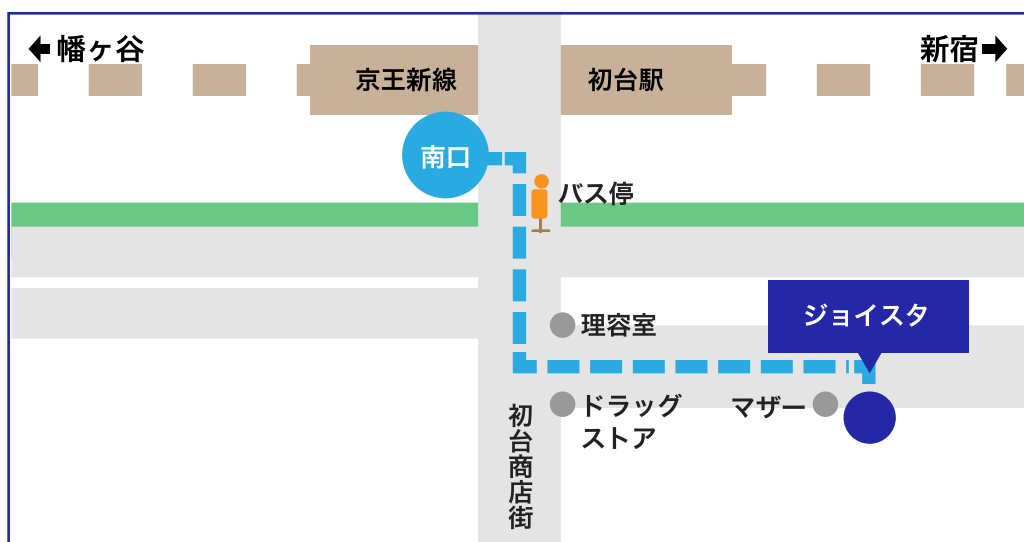 幡ヶ谷
新宿
京王新線
初台駅
南口
バス停
ジョイスタ
理容室
ドラッグ
ストア
マザー
初台商店街